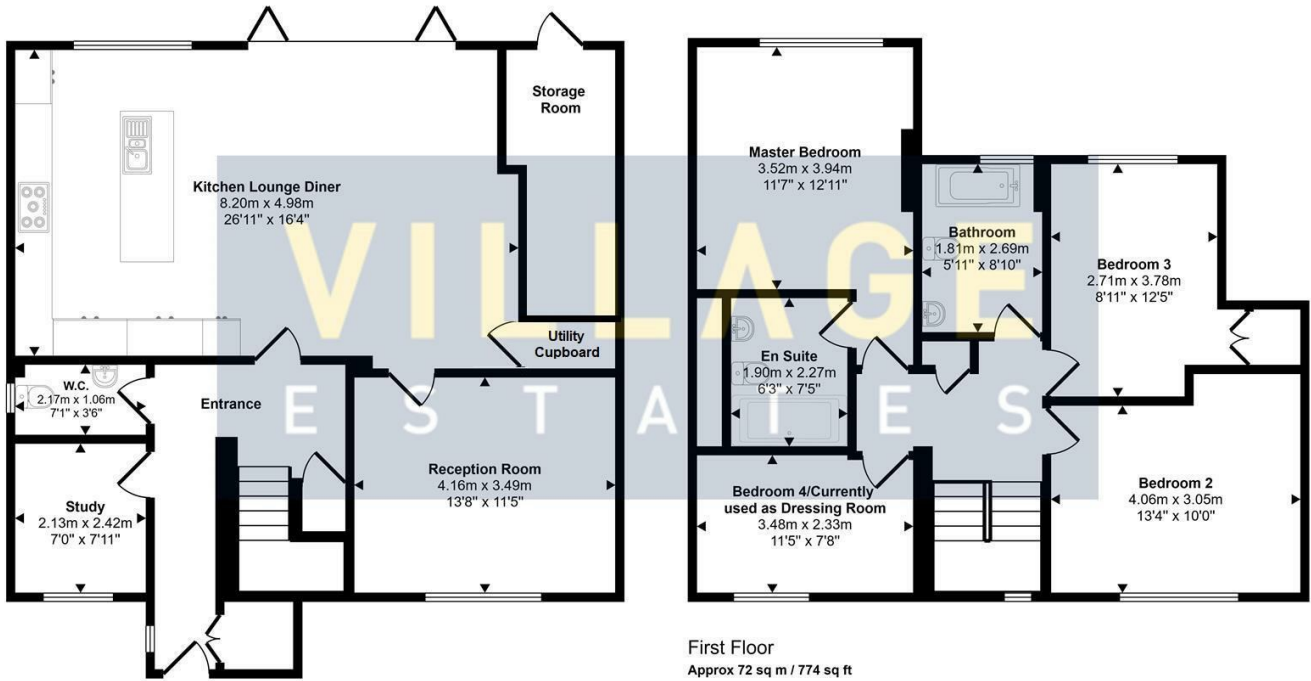 Storage
Room
Kitchen Lounge Diner
8.20m x 4.98m
26'11" x 16'4"
Utility
Cupboard
W.C.
2.17m x 1.06m
7'1" x 3'6"
Entrance
Study
2.13m x 2.42m
7'0" x 7'11"
Reception Room
4.16m x 3.49m
13'8" x 11'5"
Master Bedroom
3.52m x 3.94m
11'7" x 12'11"
Bathroom
1.81m x 2.69m
5'11" x 8'10"
Bedroom 3
2.71m x 3.78m
8'11" x 12'5"
En Suite
1.90m x 2.27m
6'3" x 7'5"
Bedroom 4/Currently
used as Dressing Room
3.48m x 2.33m
11'5" x 7'8"
Bedroom 2
4.06m x 3.05m
13'4" x 10'0"
First Floor
Approx 72 sq m / 774 sq ft
VILLAGE
ESTATES